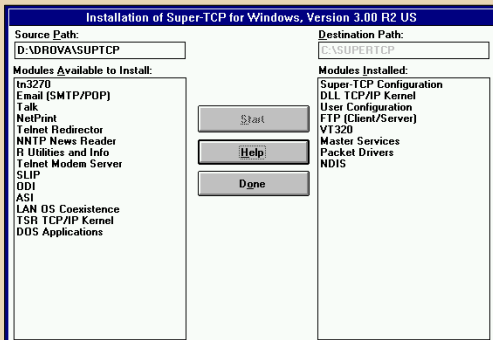 Installation of Super-TCP for Windows, Version 3.00 R2 US
Source Path:
D:\DROVA\SUPTCP
Destination Path:
C:\SUPERTCP
Modules Available to Install:
tn3270
Email (SMTP/POP)
Talk
NetPrint
Telnet Redirector
NNTP News Reader
R Utilities and Info
Telnet Modem Server
SLIP
ODI
ASI
LAN OS Coexistence
TSR TCP/IP Kernel
DOS Applications
Start
Help
Done
Modules Installed:
Super-TCP Configuration
DLL TCP/IP Kernel
User Configuration
FTP (Client/Server)
VT320
Master Services
Packet Drivers
NDIS